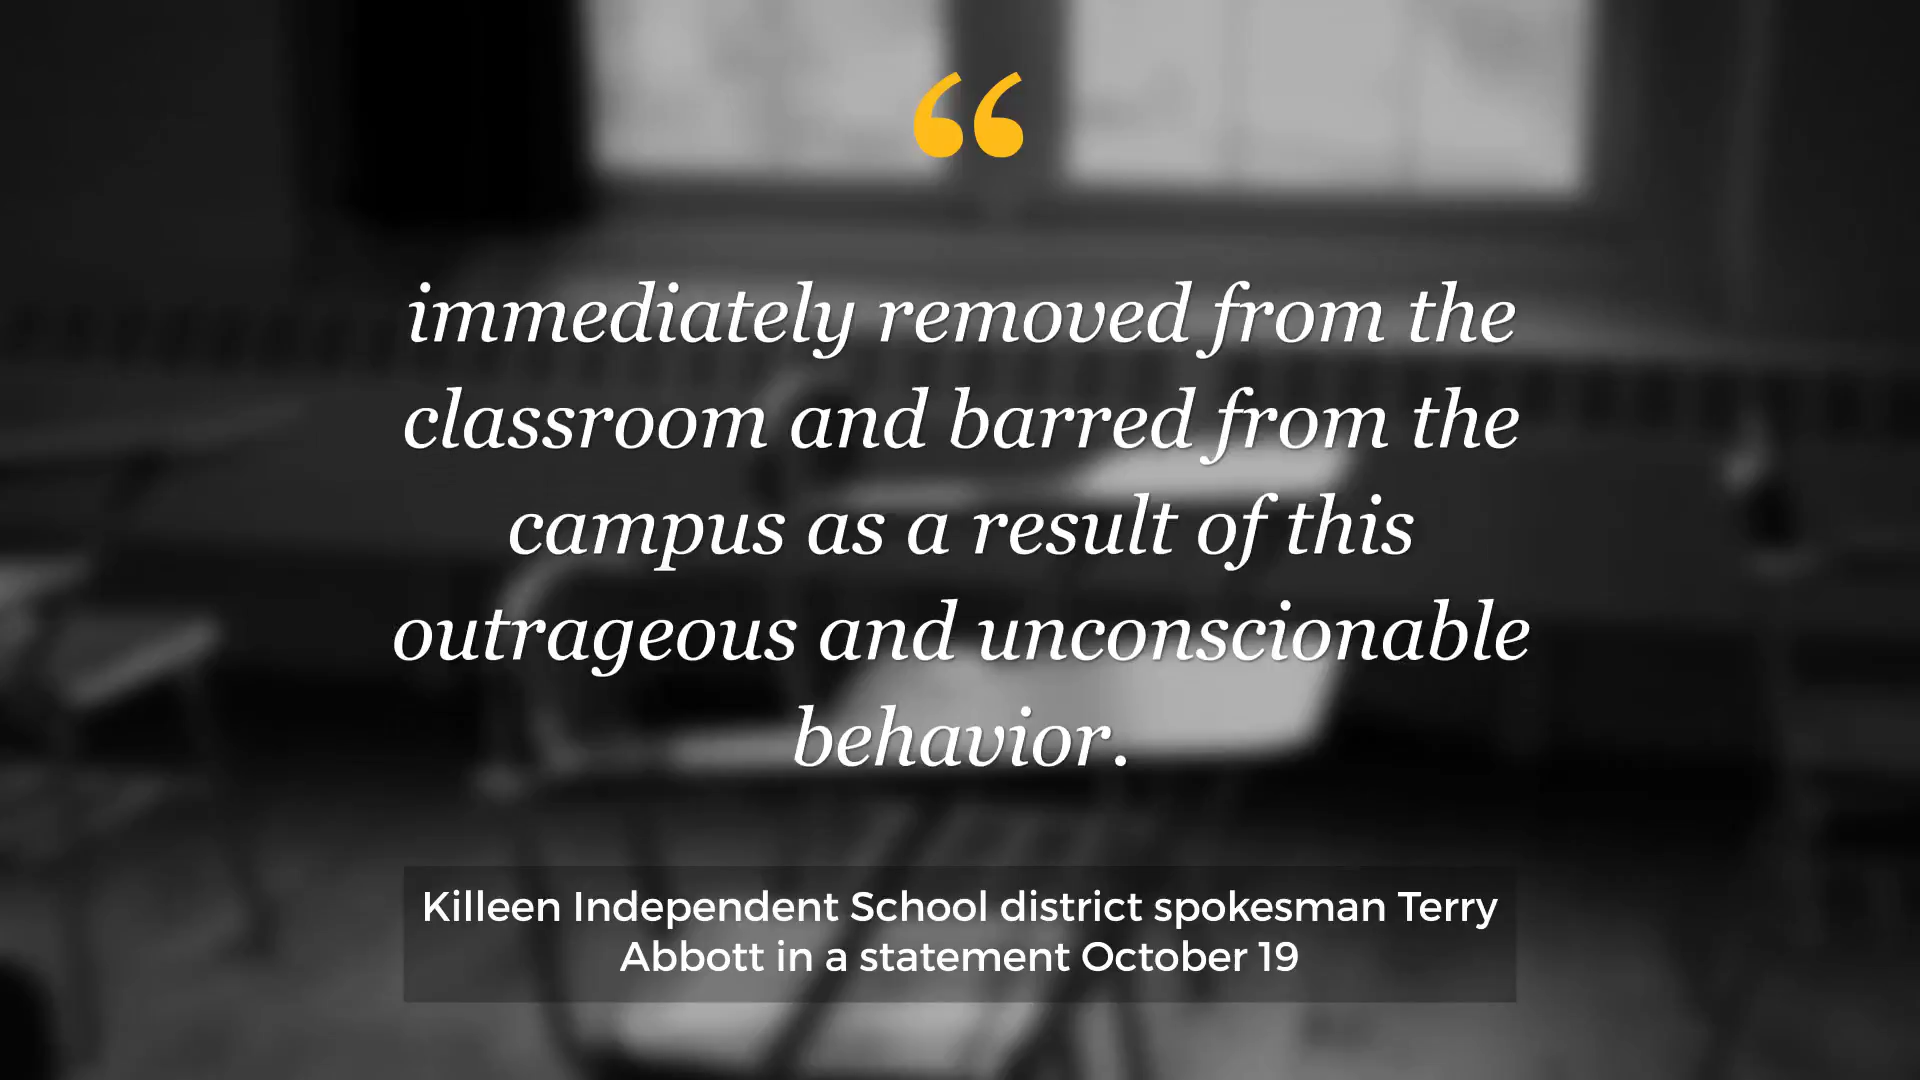 “
immediately removed from the
classroom and barred from the
campus as a result of this
outrageous and unconscionable
behavior.
Killeen Independent School district spokesman Terry
Abbott in a statement October 19